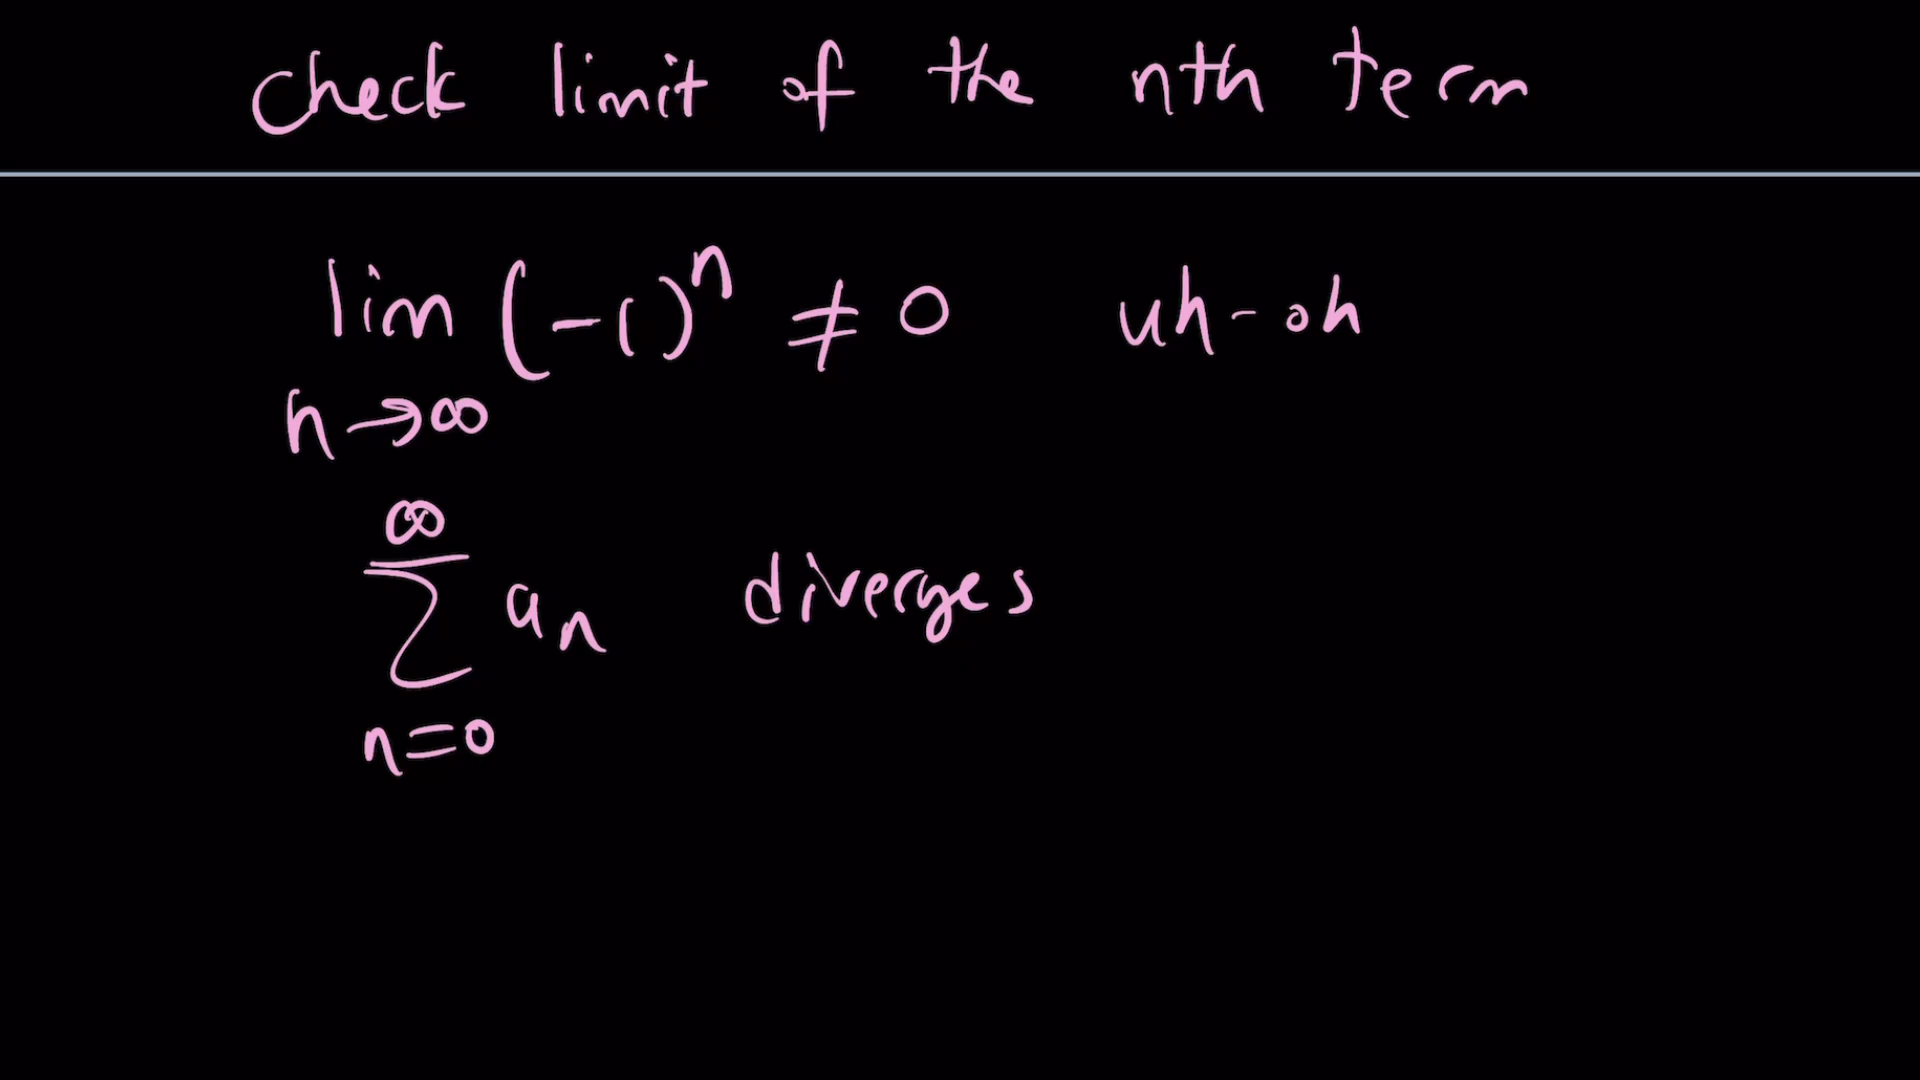 check limit of the nth term
lim (-1)^n ≠ 0 uh-oh
n→∞
∞
∑ a_n diverges
n=0